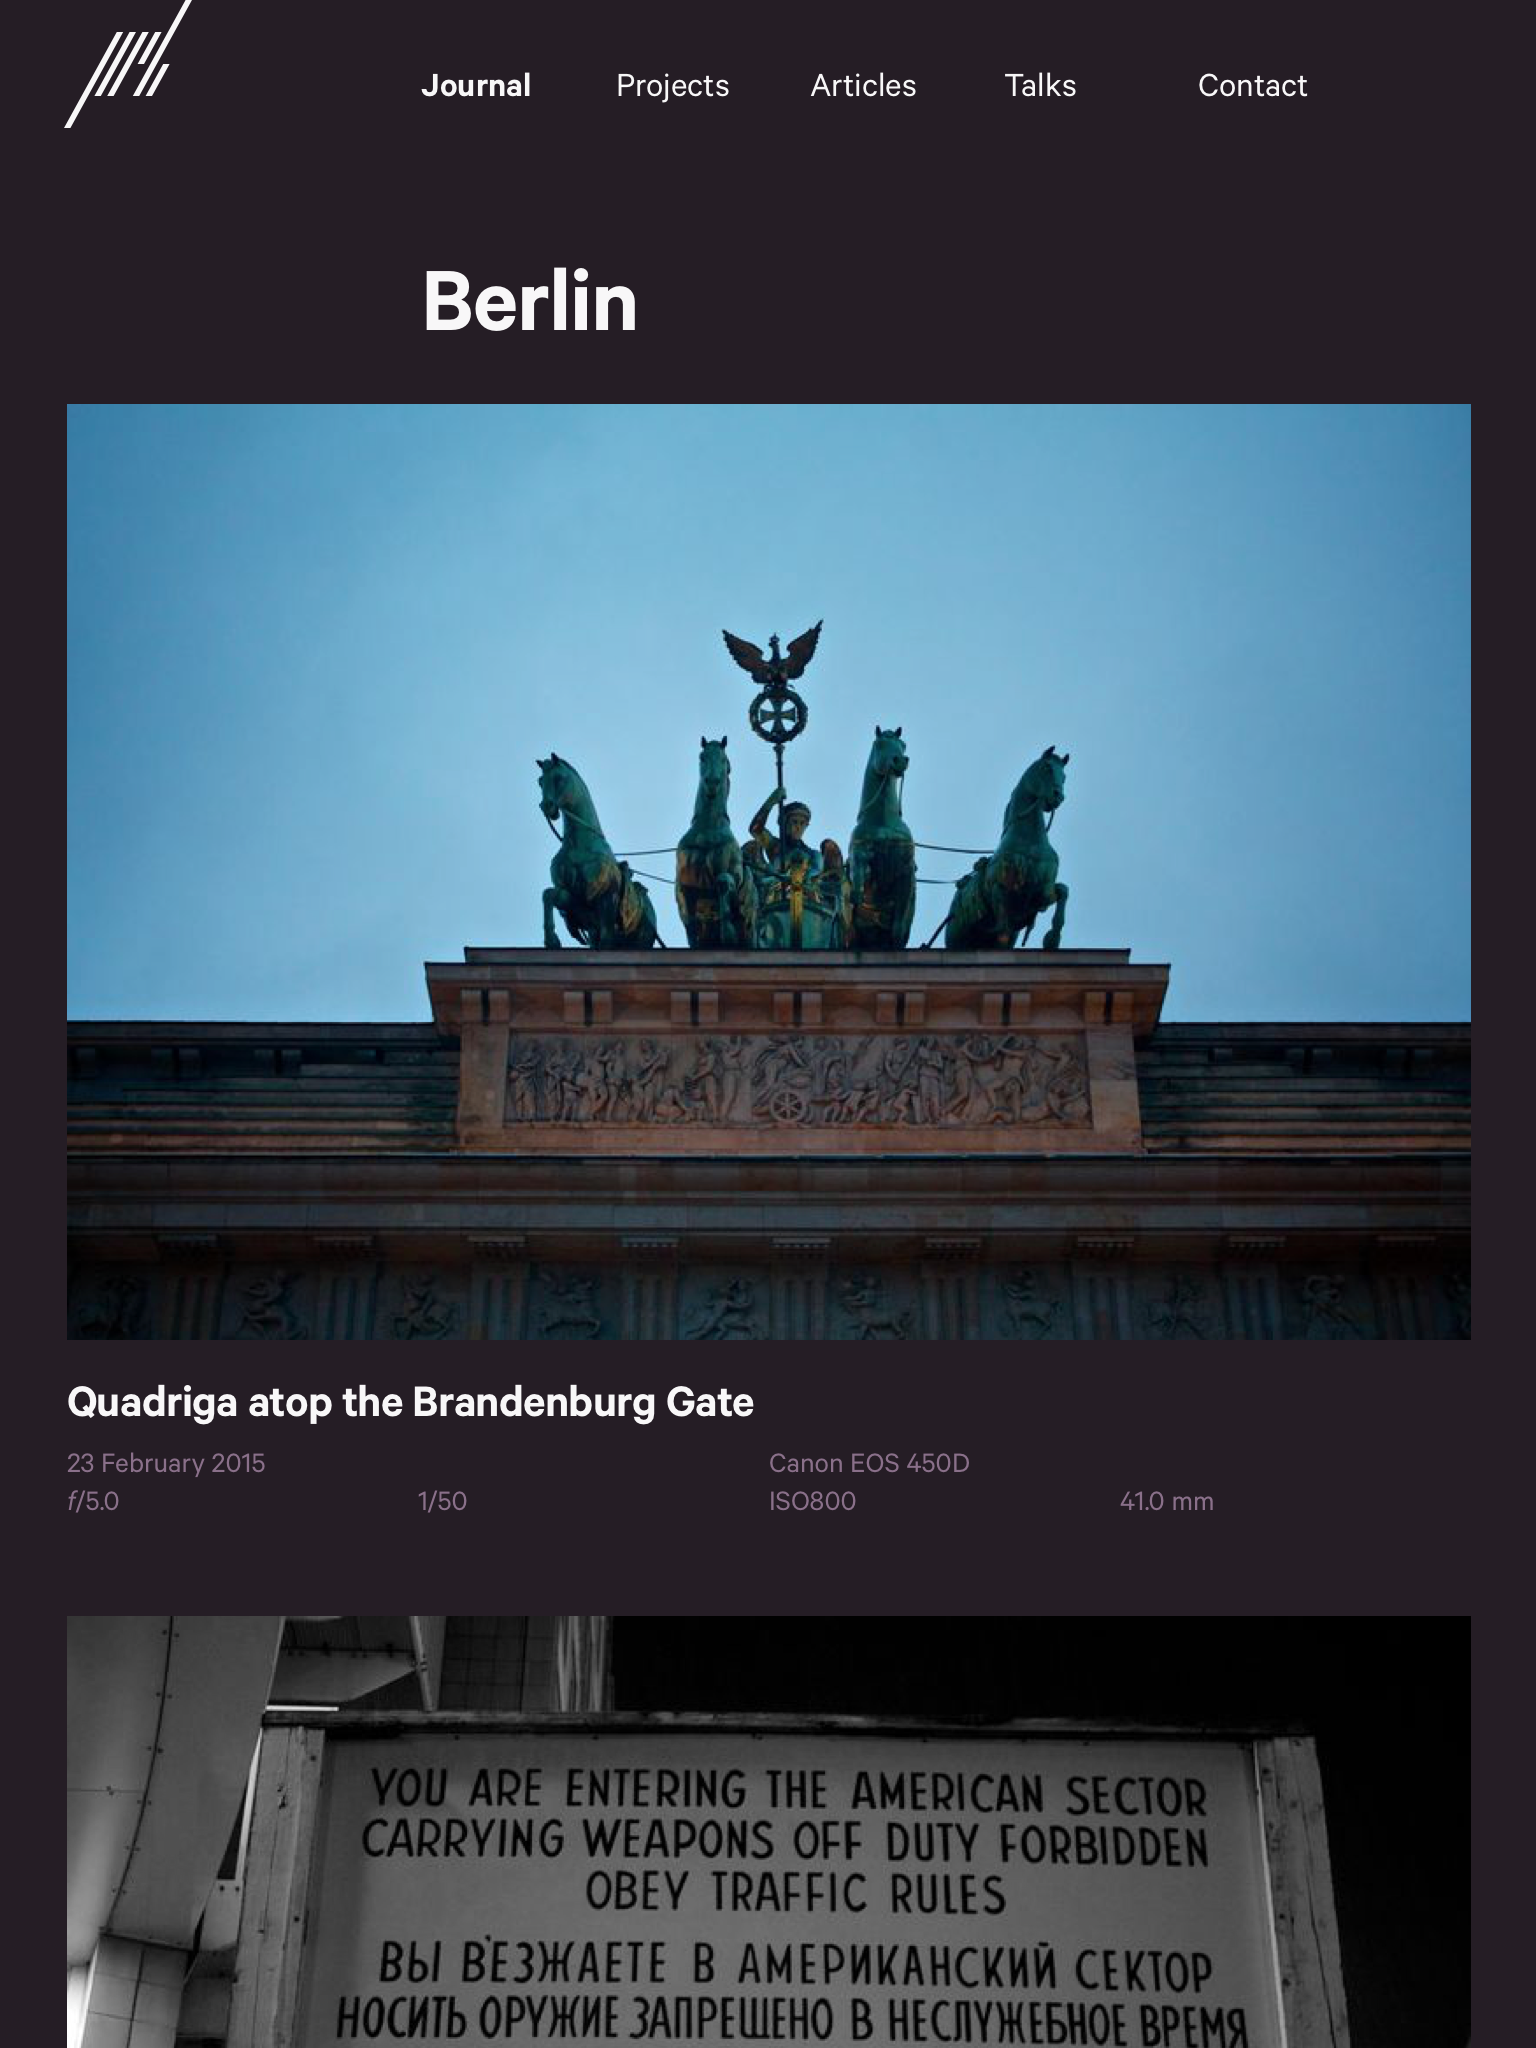 Journal Projects Articles Talks Contact
Berlin
Quadriga atop the Brandenburg Gate
23 February 2015 Canon EOS 450D
f/5.0 1/50 ISO800 41.0 mm
YOU ARE ENTERING THE AMERICAN SECTOR
CARRYING WEAPONS OFF DUTY FORBIDDEN
OBEY TRAFFIC RULES
ВЫ В'ЕЗЖАЕТЕ В АМЕРИКАНСКИЙ СЕКТОР
НОСИТЬ ОРУЖИЕ ЗАПРЕЩЕНО В НЕСЛУЖЕБНОЕ ВРЕМЯ